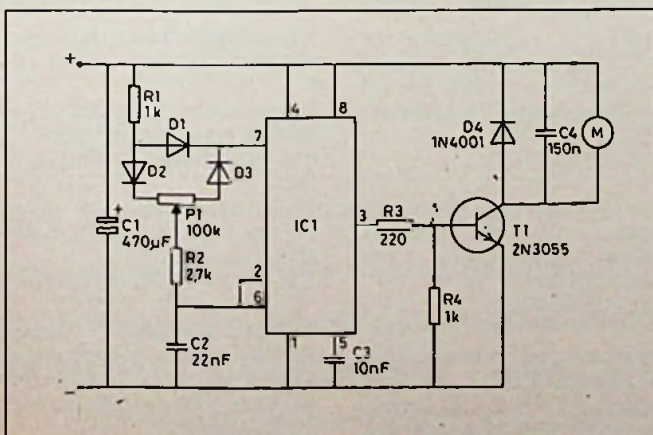 +
R1
1k
D1
D2
D3
P1
100k
C1
+
470µF
R2
2,7k
C2
22nF
4
8
7
IC1
2
6
3
1
5
C3
10nF
R3
220
R4
1k
D4
1N4001
C4
150n
M
T1
2N3055
-